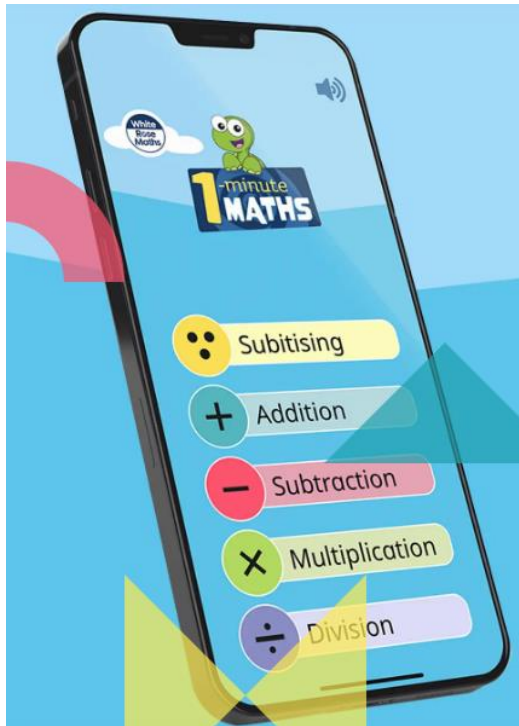 White
Rose
Maths
1-minute
MATHS
Subitising
+ Addition
− Subtraction
× Multiplication
÷ Division